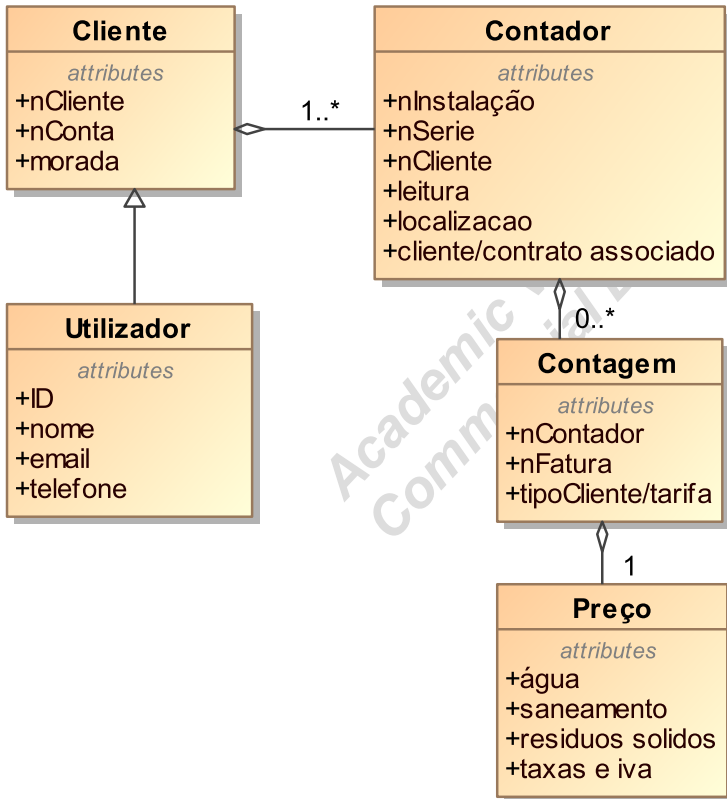 Cliente
attributes
+nCliente
+nConta
+morada
1..*
Contador
attributes
+nInstalação
+nSerie
+nCliente
+leitura
+localizacao
+cliente/contrato associado
Utilizador
attributes
+ID
+nome
+email
+telefone
0..*
Contagem
attributes
+nContador
+nFatura
+tipoCliente/tarifa
1
Preço
attributes
+água
+saneamento
+residuos solidos
+taxas e iva
Academic